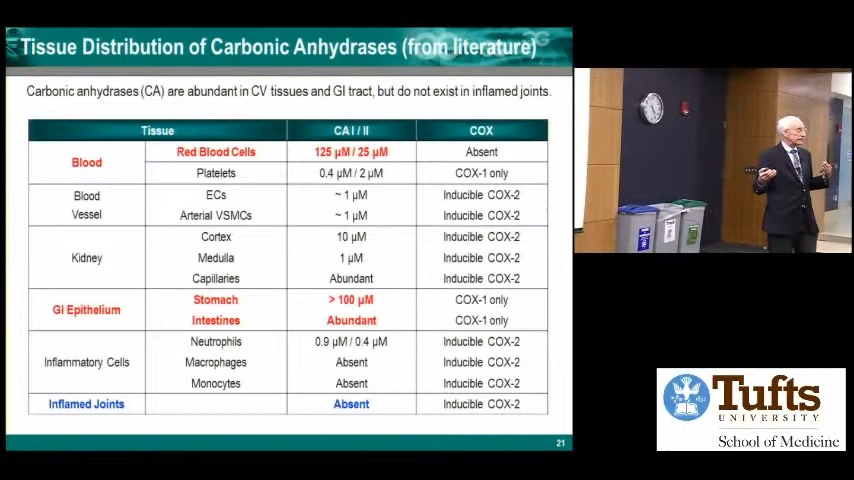 Tissue Distribution of Carbonic Anhydrases (from literature)
Carbonic anhydrases (CA) are abundant in CV tissues and GI tract, but do not exist in inflamed joints.
Tissue CA I / II COX
Blood Red Blood Cells 125 µM / 25 µM Absent
Platelets 0.4 µM / 2 µM COX-1 only
Blood Vessel ECs ~ 1 µM Inducible COX-2
Arterial VSMCs ~ 1 µM Inducible COX-2
Kidney Cortex 10 µM Inducible COX-2
Medulla 1 µM Inducible COX-2
Capillaries Abundant Inducible COX-2
GI Epithelium Stomach > 100 µM COX-1 only
Intestines Abundant COX-1 only
Inflammatory Cells Neutrophils 0.9 µM / 0.4 µM Inducible COX-2
Macrophages Absent Inducible COX-2
Monocytes Absent Inducible COX-2
Inflamed Joints Absent Inducible COX-2
21
Tufts
UNIVERSITY
School of Medicine